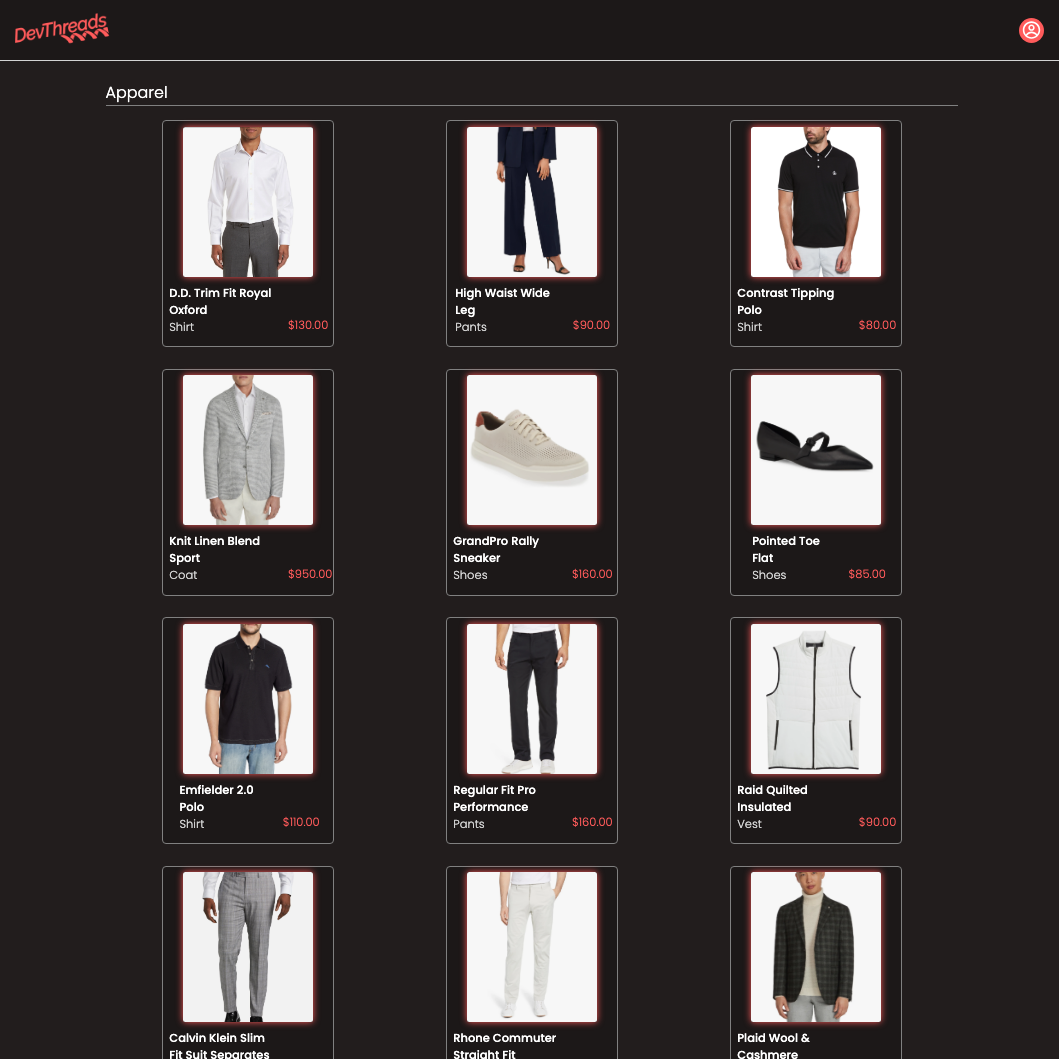 DevThreads
Apparel
D.D. Trim Fit Royal
Oxford
Shirt
$130.00
High Waist Wide
Leg
Pants
$90.00
Contrast Tipping
Polo
Shirt
$80.00
Knit Linen Blend
Sport
Coat
$950.00
GrandPro Rally
Sneaker
Shoes
$160.00
Pointed Toe
Flat
Shoes
$85.00
Emfielder 2.0
Polo
Shirt
$110.00
Regular Fit Pro
Performance
Pants
$160.00
Raid Quilted
Insulated
Vest
$90.00
Calvin Klein Slim
Fit Suit Separates
Rhone Commuter
Straight Fit
Plaid Wool &
Cashmere